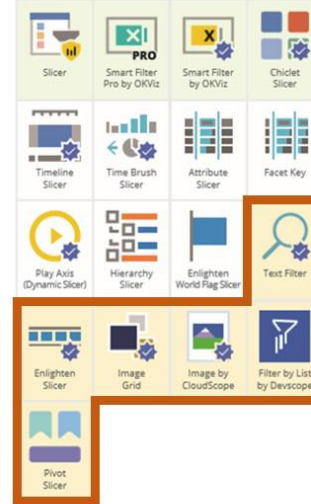 Slicer
PRO
Smart Filter
Pro by OKViz
Smart Filter
by OKViz
Chiclet
Slicer
Timeline
Slicer
Time Brush
Slicer
Attribute
Slicer
Facet Key
Play Axis
(Dynamic Slicer)
Hierarchy
Slicer
Enlighten
World Flag Slicer
Text Filter
Enlighten
Slicer
Image
Grid
Image by
CloudScope
Filter by List
by Devscope
Pivot
Slicer